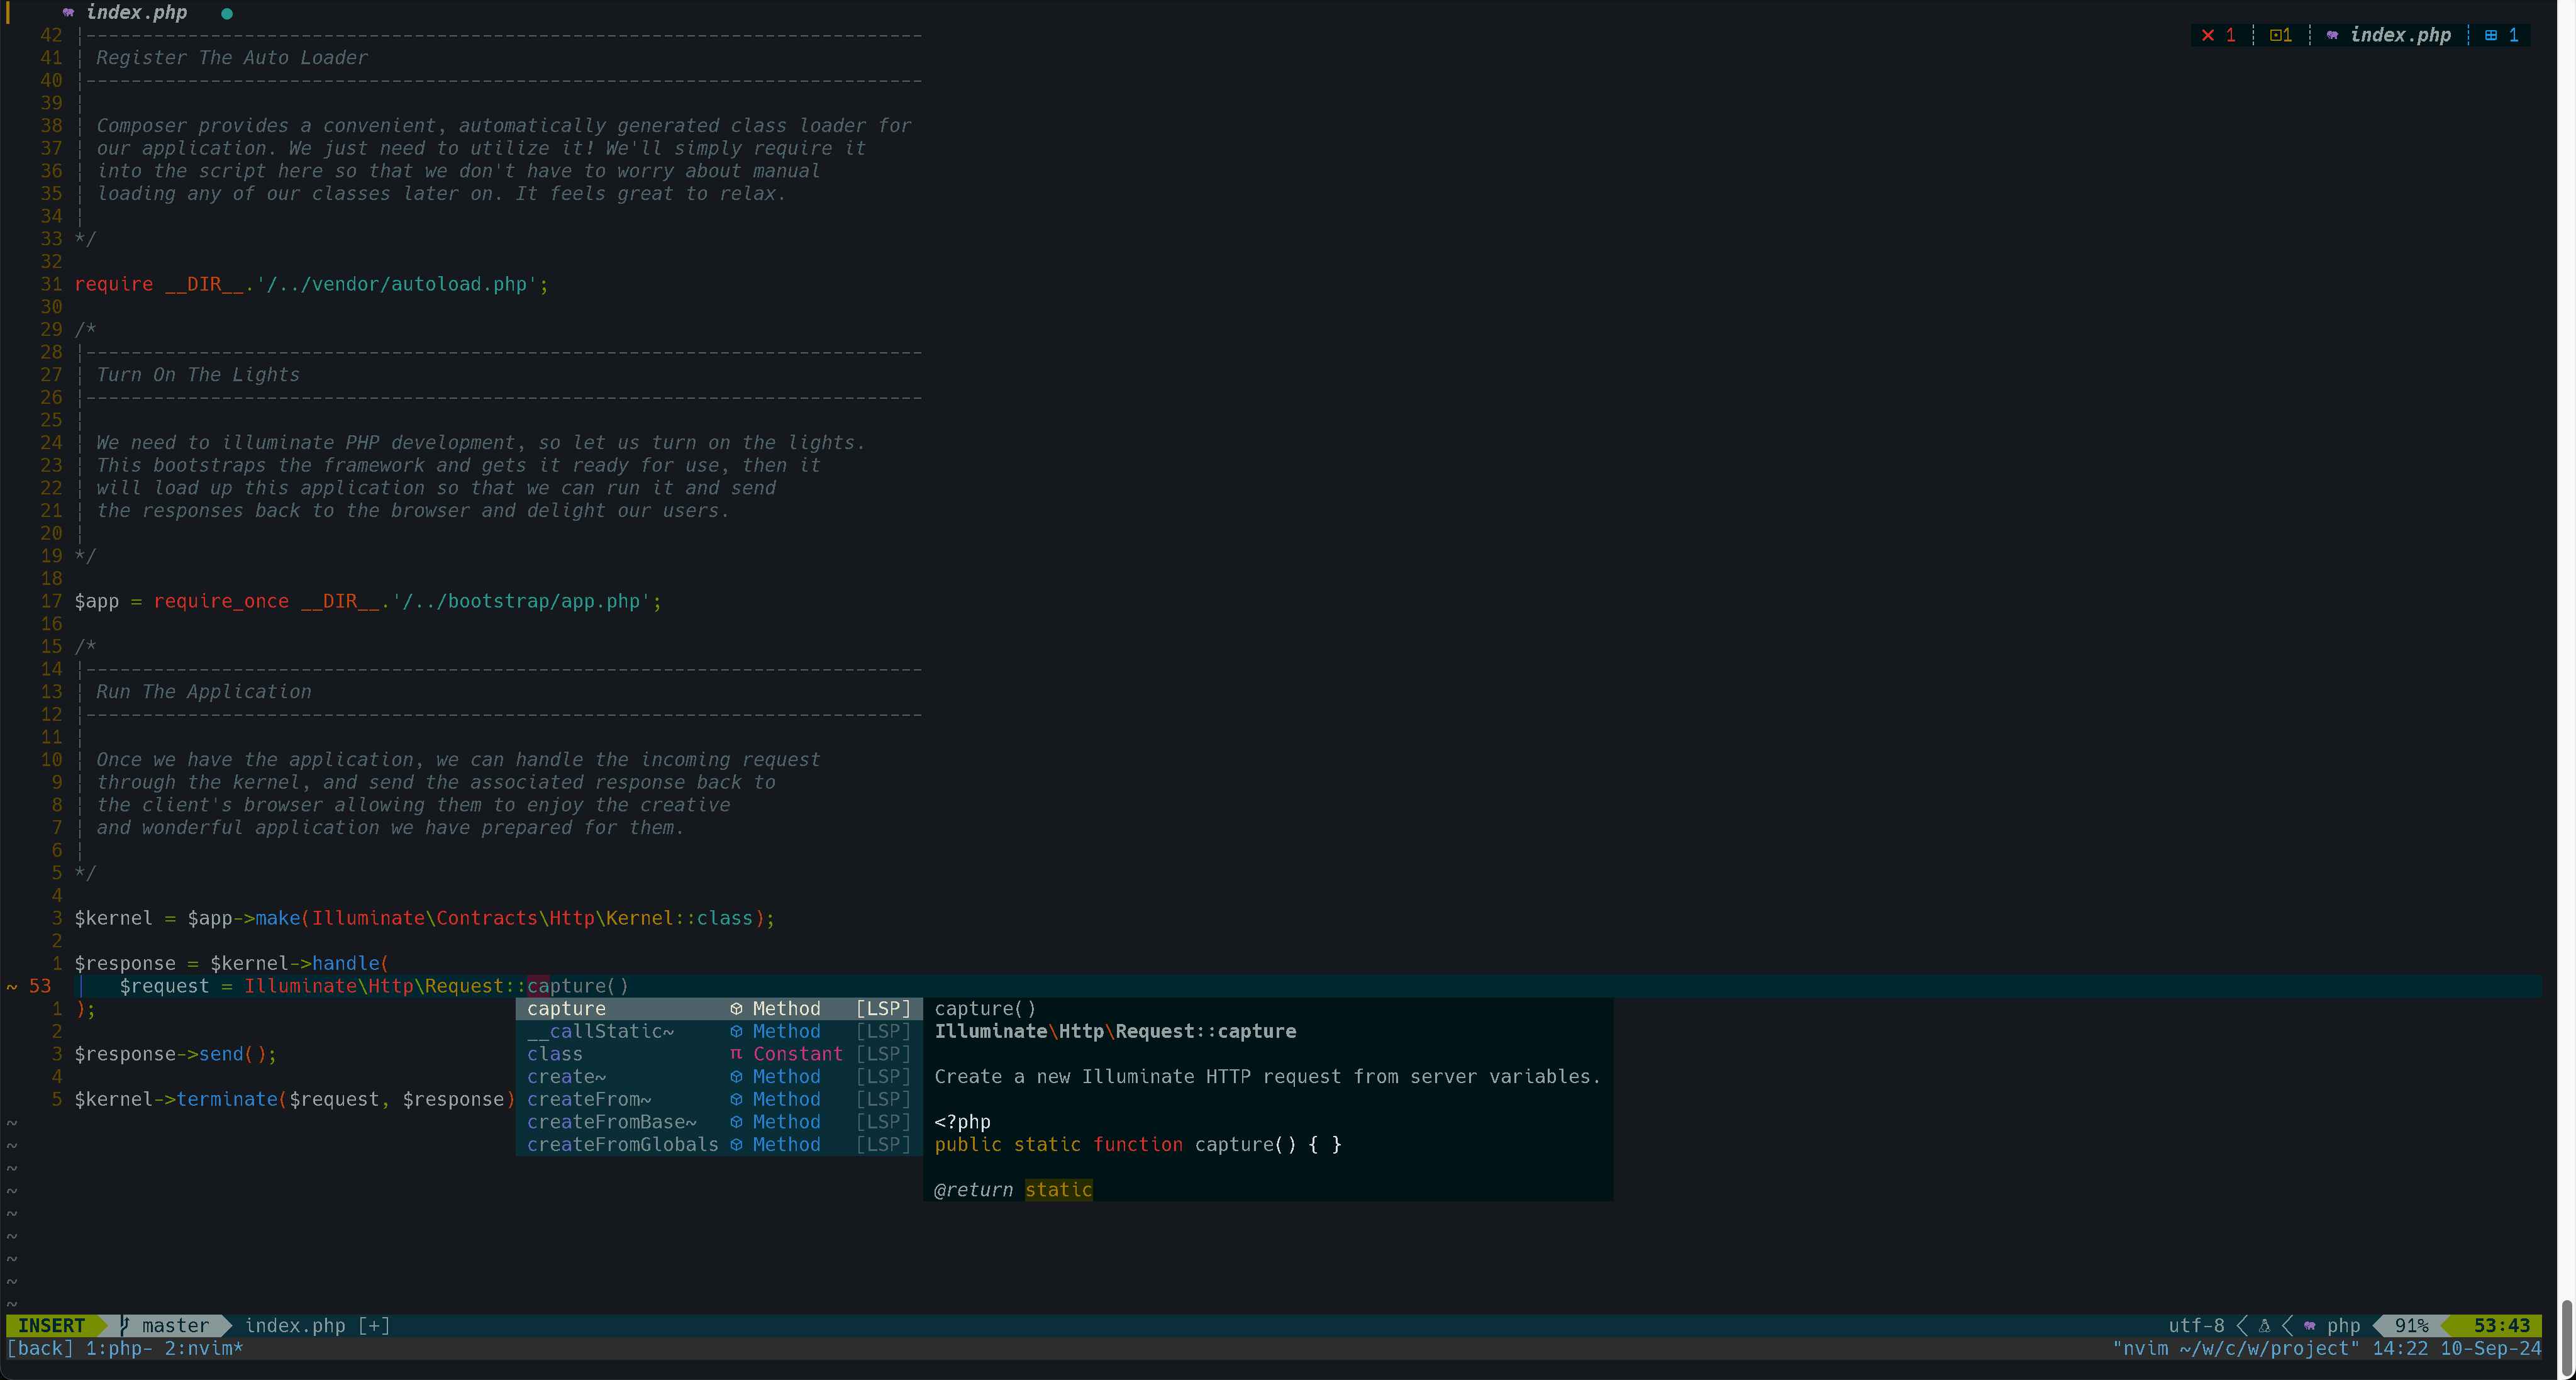 index.php ●
42 |--------------------------------------------------------------------------
✕ 1 ¦ ⊡1 ¦ index.php ¦ ⊞ 1
41 | Register The Auto Loader
40 |--------------------------------------------------------------------------
39 |
38 | Composer provides a convenient, automatically generated class loader for
37 | our application. We just need to utilize it! We'll simply require it
36 | into the script here so that we don't have to worry about manual
35 | loading any of our classes later on. It feels great to relax.
34 |
33 */
32
31 require __DIR__.'/../vendor/autoload.php';
30
29 /*
28 |--------------------------------------------------------------------------
27 | Turn On The Lights
26 |--------------------------------------------------------------------------
25 |
24 | We need to illuminate PHP development, so let us turn on the lights.
23 | This bootstraps the framework and gets it ready for use, then it
22 | will load up this application so that we can run it and send
21 | the responses back to the browser and delight our users.
20 |
19 */
18
17 $app = require_once __DIR__.'/../bootstrap/app.php';
16
15 /*
14 |--------------------------------------------------------------------------
13 | Run The Application
12 |--------------------------------------------------------------------------
11 |
10 | Once we have the application, we can handle the incoming request
9 | through the kernel, and send the associated response back to
8 | the client's browser allowing them to enjoy the creative
7 | and wonderful application we have prepared for them.
6 |
5 */
4
3 $kernel = $app->make(Illuminate\Contracts\Http\Kernel::class);
2
1 $response = $kernel->handle(
~ 53 $request = Illuminate\Http\Request::capture()
1 );
2
3 $response->send();
4
5 $kernel->terminate($request, $response)
capture Method [LSP]
__callStatic~ Method [LSP]
class π Constant [LSP]
create~ Method [LSP]
createFrom~ Method [LSP]
createFromBase~ Method [LSP]
createFromGlobals Method [LSP]
capture()
Illuminate\Http\Request::capture
Create a new Illuminate HTTP request from server variables.
<?php
public static function capture() { }
@return static
~
~
~
~
~
~
~
~
~
INSERT master index.php [+] utf-8 php 91% 53:43
[back] 1:php- 2:nvim* "nvim ~/w/c/w/project" 14:22 10-Sep-24